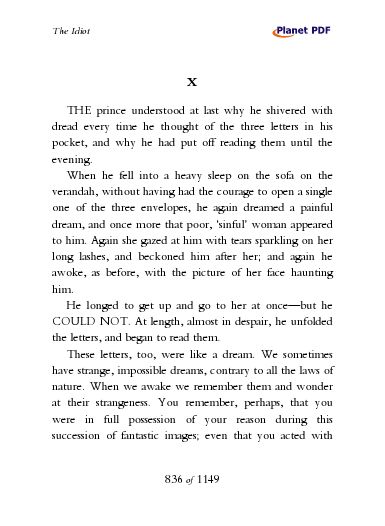 The Idiot
Planet PDF
X
THE prince understood at last why he shivered with
dread every time he thought of the three letters in his
pocket, and why he had put off reading them until the
evening.
When he fell into a heavy sleep on the sofa on the
verandah, without having had the courage to open a single
one of the three envelopes, he again dreamed a painful
dream, and once more that poor, 'sinful' woman appeared
to him. Again she gazed at him with tears sparkling on her
long lashes, and beckoned him after her; and again he
awoke, as before, with the picture of her face haunting
him.
He longed to get up and go to her at once—but he
COULD NOT. At length, almost in despair, he unfolded
the letters, and began to read them.
These letters, too, were like a dream. We sometimes
have strange, impossible dreams, contrary to all the laws of
nature. When we awake we remember them and wonder
at their strangeness. You remember, perhaps, that you
were in full possession of your reason during this
succession of fantastic images; even that you acted with
836 of 1149